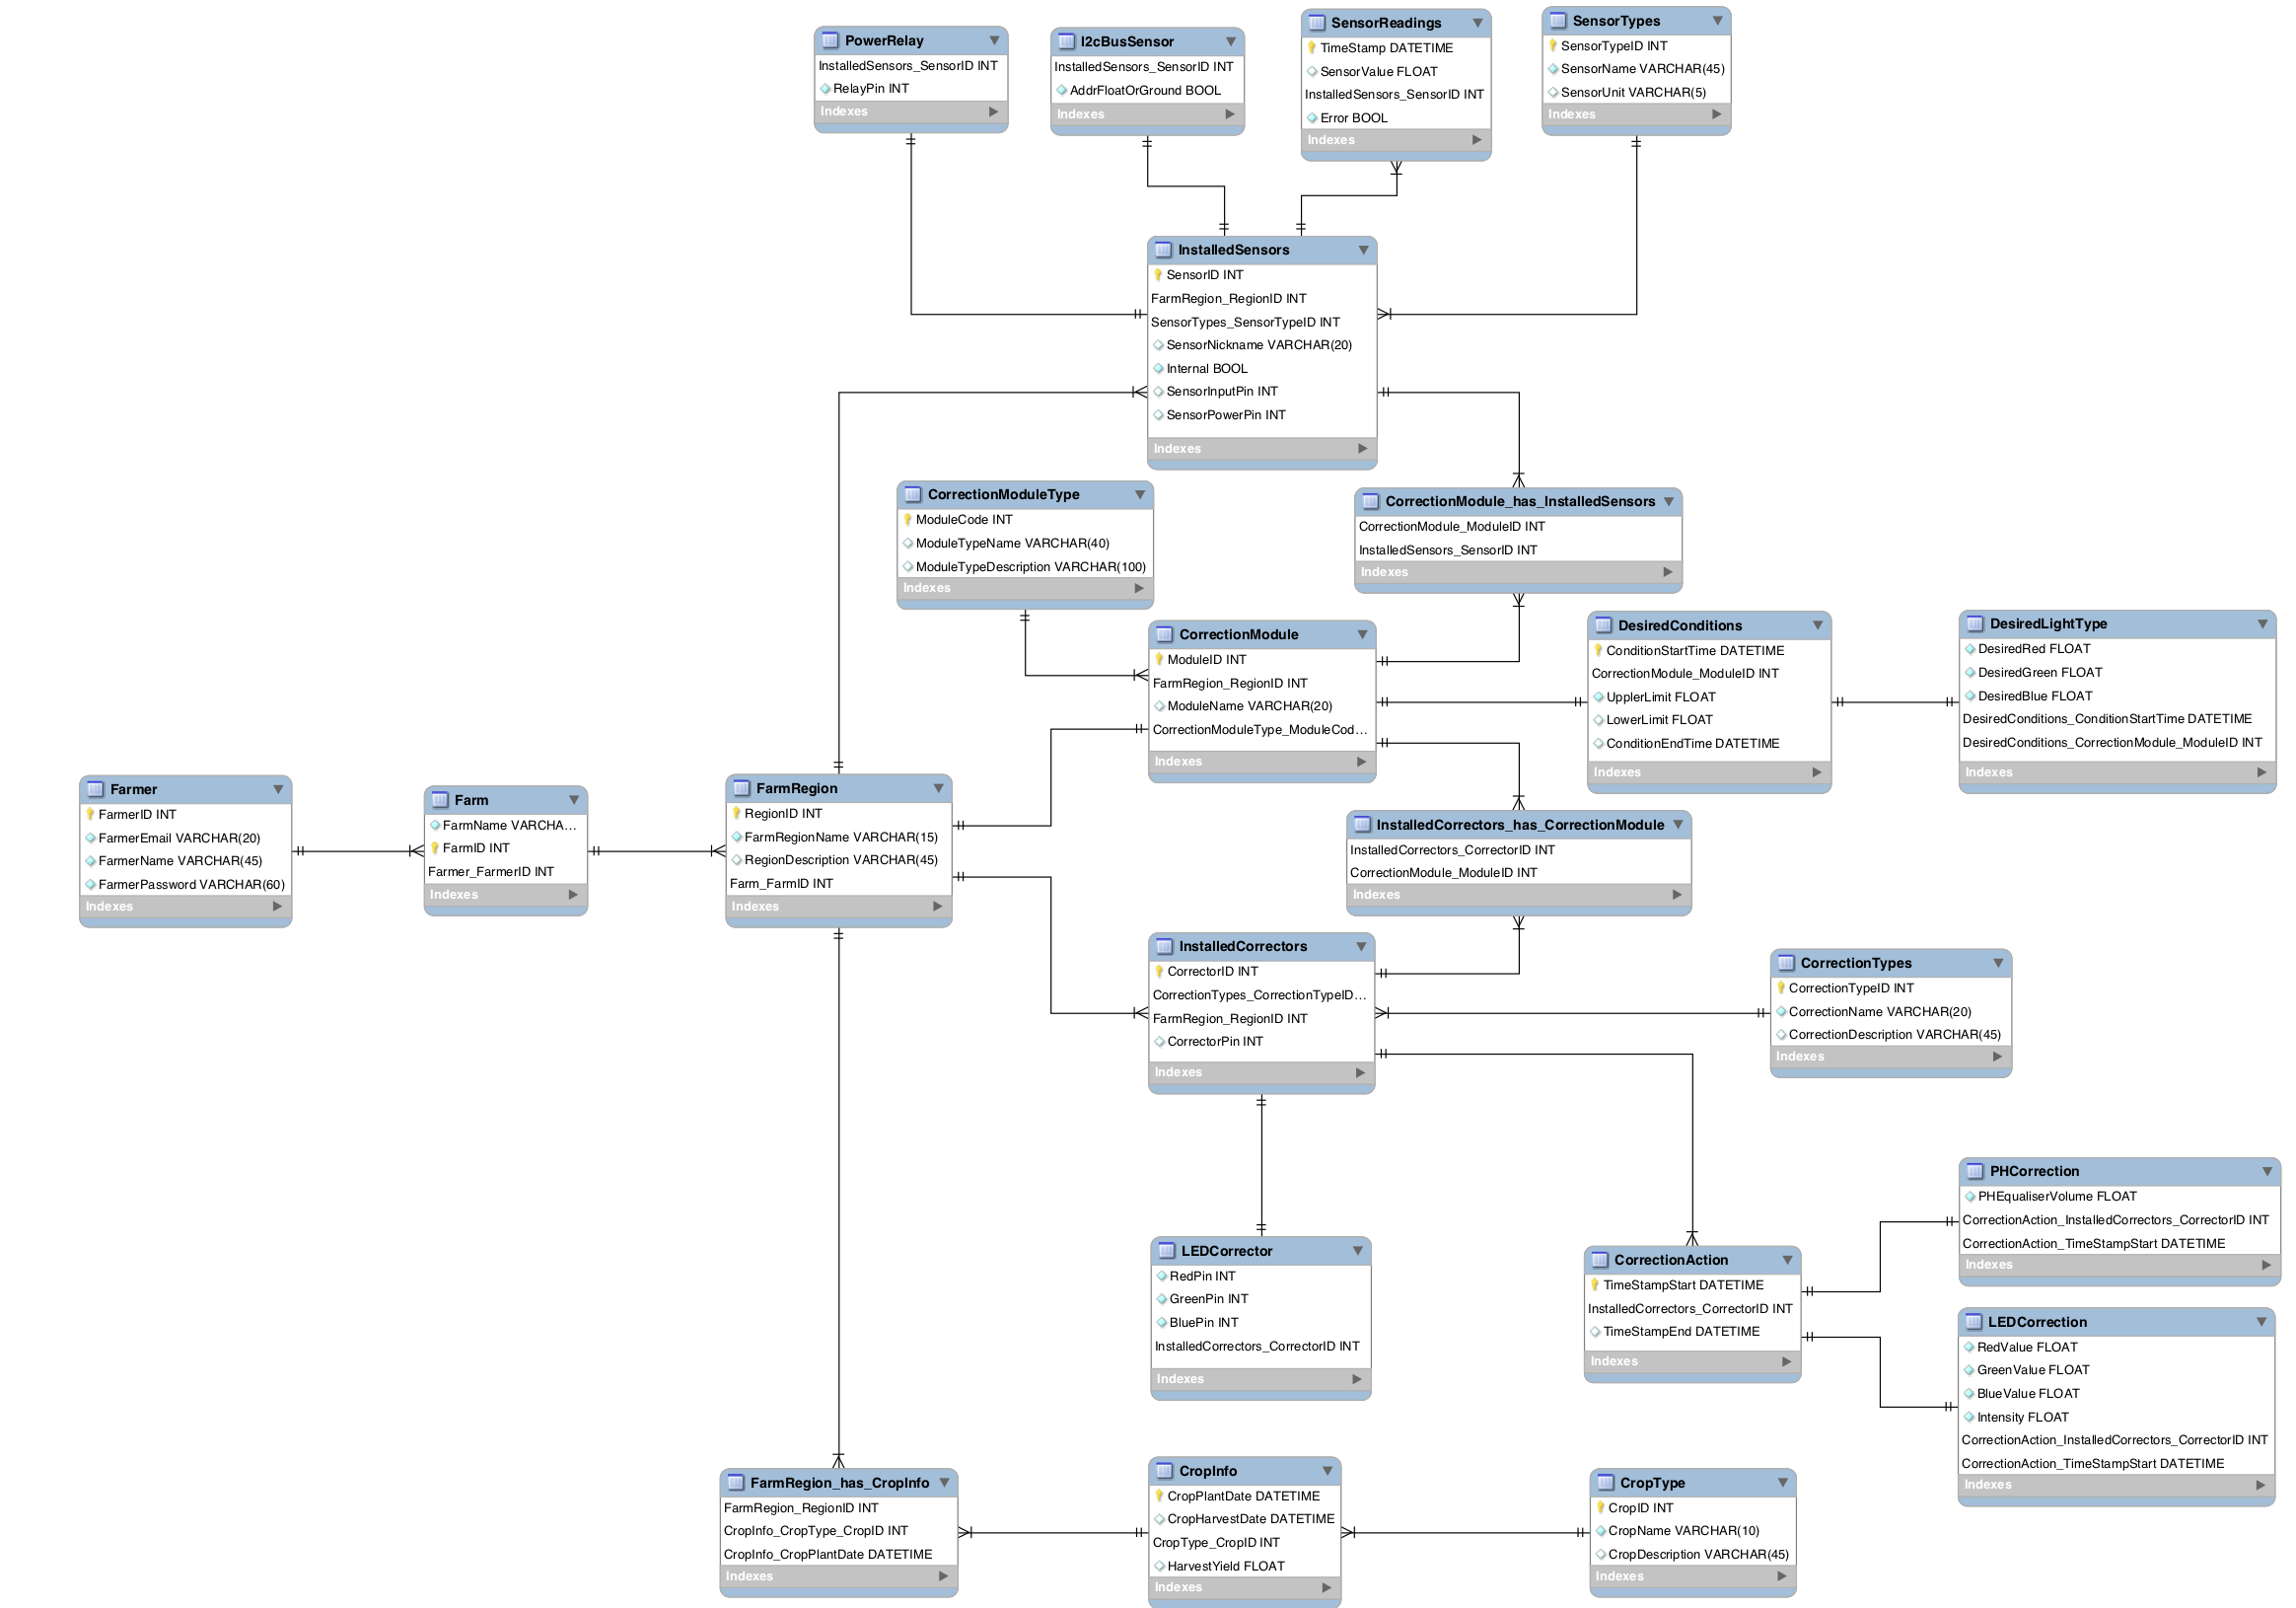 PowerRelay
InstalledSensors_SensorID INT
RelayPin INT
Indexes
I2cBusSensor
InstalledSensors_SensorID INT
AddrFloatOrGround BOOL
Indexes
SensorReadings
TimeStamp DATETIME
SensorValue FLOAT
InstalledSensors_SensorID INT
Error BOOL
Indexes
SensorTypes
SensorTypeID INT
SensorName VARCHAR(45)
SensorUnit VARCHAR(5)
Indexes
InstalledSensors
SensorID INT
FarmRegion_RegionID INT
SensorTypes_SensorTypeID INT
SensorNickname VARCHAR(20)
Internal BOOL
SensorInputPin INT
SensorPowerPin INT
Indexes
CorrectionModuleType
ModuleCode INT
ModuleTypeName VARCHAR(40)
ModuleTypeDescription VARCHAR(100)
Indexes
CorrectionModule_has_InstalledSensors
CorrectionModule_ModuleID INT
InstalledSensors_SensorID INT
Indexes
CorrectionModule
ModuleID INT
FarmRegion_RegionID INT
ModuleName VARCHAR(20)
CorrectionModuleType_ModuleCod...
Indexes
DesiredConditions
ConditionStartTime DATETIME
CorrectionModule_ModuleID INT
UpplerLimit FLOAT
LowerLimit FLOAT
ConditionEndTime DATETIME
Indexes
DesiredLightType
DesiredRed FLOAT
DesiredGreen FLOAT
DesiredBlue FLOAT
DesiredConditions_ConditionStartTime DATETIME
DesiredConditions_CorrectionModule_ModuleID INT
Indexes
Farmer
FarmerID INT
FarmerEmail VARCHAR(20)
FarmerName VARCHAR(45)
FarmerPassword VARCHAR(60)
Indexes
Farm
FarmName VARCHA...
FarmID INT
Farmer_FarmerID INT
Indexes
FarmRegion
RegionID INT
FarmRegionName VARCHAR(15)
RegionDescription VARCHAR(45)
Farm_FarmID INT
Indexes
InstalledCorrectors_has_CorrectionModule
InstalledCorrectors_CorrectorID INT
CorrectionModule_ModuleID INT
Indexes
InstalledCorrectors
CorrectorID INT
CorrectionTypes_CorrectionTypeID...
FarmRegion_RegionID INT
CorrectorPin INT
Indexes
CorrectionTypes
CorrectionTypeID INT
CorrectionName VARCHAR(20)
CorrectionDescription VARCHAR(45)
Indexes
LEDCorrector
RedPin INT
GreenPin INT
BluePin INT
InstalledCorrectors_CorrectorID INT
Indexes
CorrectionAction
TimeStampStart DATETIME
InstalledCorrectors_CorrectorID INT
TimeStampEnd DATETIME
Indexes
PHCorrection
PHEqualiserVolume FLOAT
CorrectionAction_InstalledCorrectors_CorrectorID INT
CorrectionAction_TimeStampStart DATETIME
Indexes
LEDCorrection
RedValue FLOAT
GreenValue FLOAT
BlueValue FLOAT
Intensity FLOAT
CorrectionAction_InstalledCorrectors_CorrectorID INT
CorrectionAction_TimeStampStart DATETIME
Indexes
FarmRegion_has_CropInfo
FarmRegion_RegionID INT
CropInfo_CropType_CropID INT
CropInfo_CropPlantDate DATETIME
Indexes
CropInfo
CropPlantDate DATETIME
CropHarvestDate DATETIME
CropType_CropID INT
HarvestYield FLOAT
Indexes
CropType
CropID INT
CropName VARCHAR(10)
CropDescription VARCHAR(45)
Indexes